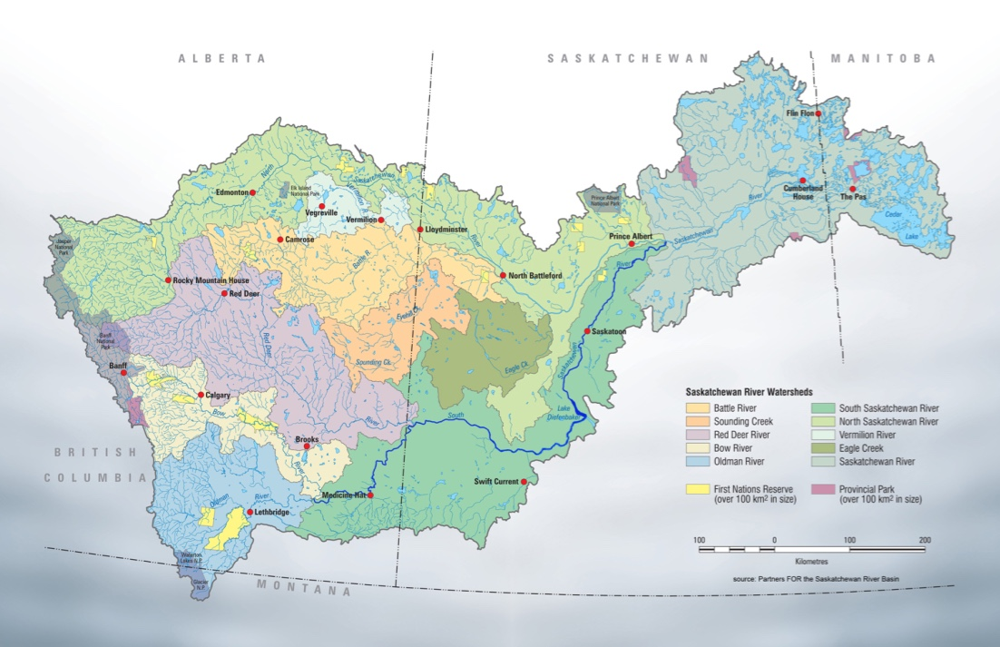 ALBERTA
SASKATCHEWAN
MANITOBA
Flin Flon
Cumberland
House
The Pas
River
Cedar
Lake
Saskatchewan
Prince Albert
National Park
Prince Albert
River
North
Edmonton
Elk Island
National Park
Saskatchewan
Vermilion R.
Vegreville
Vermilion
Lloydminster
River
Camrose
Battle R.
North Battleford
Jasper
National
Park
Rocky Mountain House
Red Deer
Red Deer
Eyehill Ck.
Saskatoon
Saskatchewan
Banff
National
Park
Banff
Sounding Ck.
Eagle Ck.
Calgary
Bow
River
South
Lake
Diefenbaker
Brooks
River
BRITISH
COLUMBIA
Swift Current
Medicine Hat
Oldman
River
Lethbridge
Waterton
Lakes N.P.
Glacier
N.P.
MONTANA
Saskatchewan River Watersheds
Battle River
Sounding Creek
Red Deer River
Bow River
Oldman River
South Saskatchewan River
North Saskatchewan River
Vermilion River
Eagle Creek
Saskatchewan River
First Nations Reserve
(over 100 km² in size)
Provincial Park
(over 100 km² in size)
100 0 100 200
Kilometres
source: Partners FOR the Saskatchewan River Basin